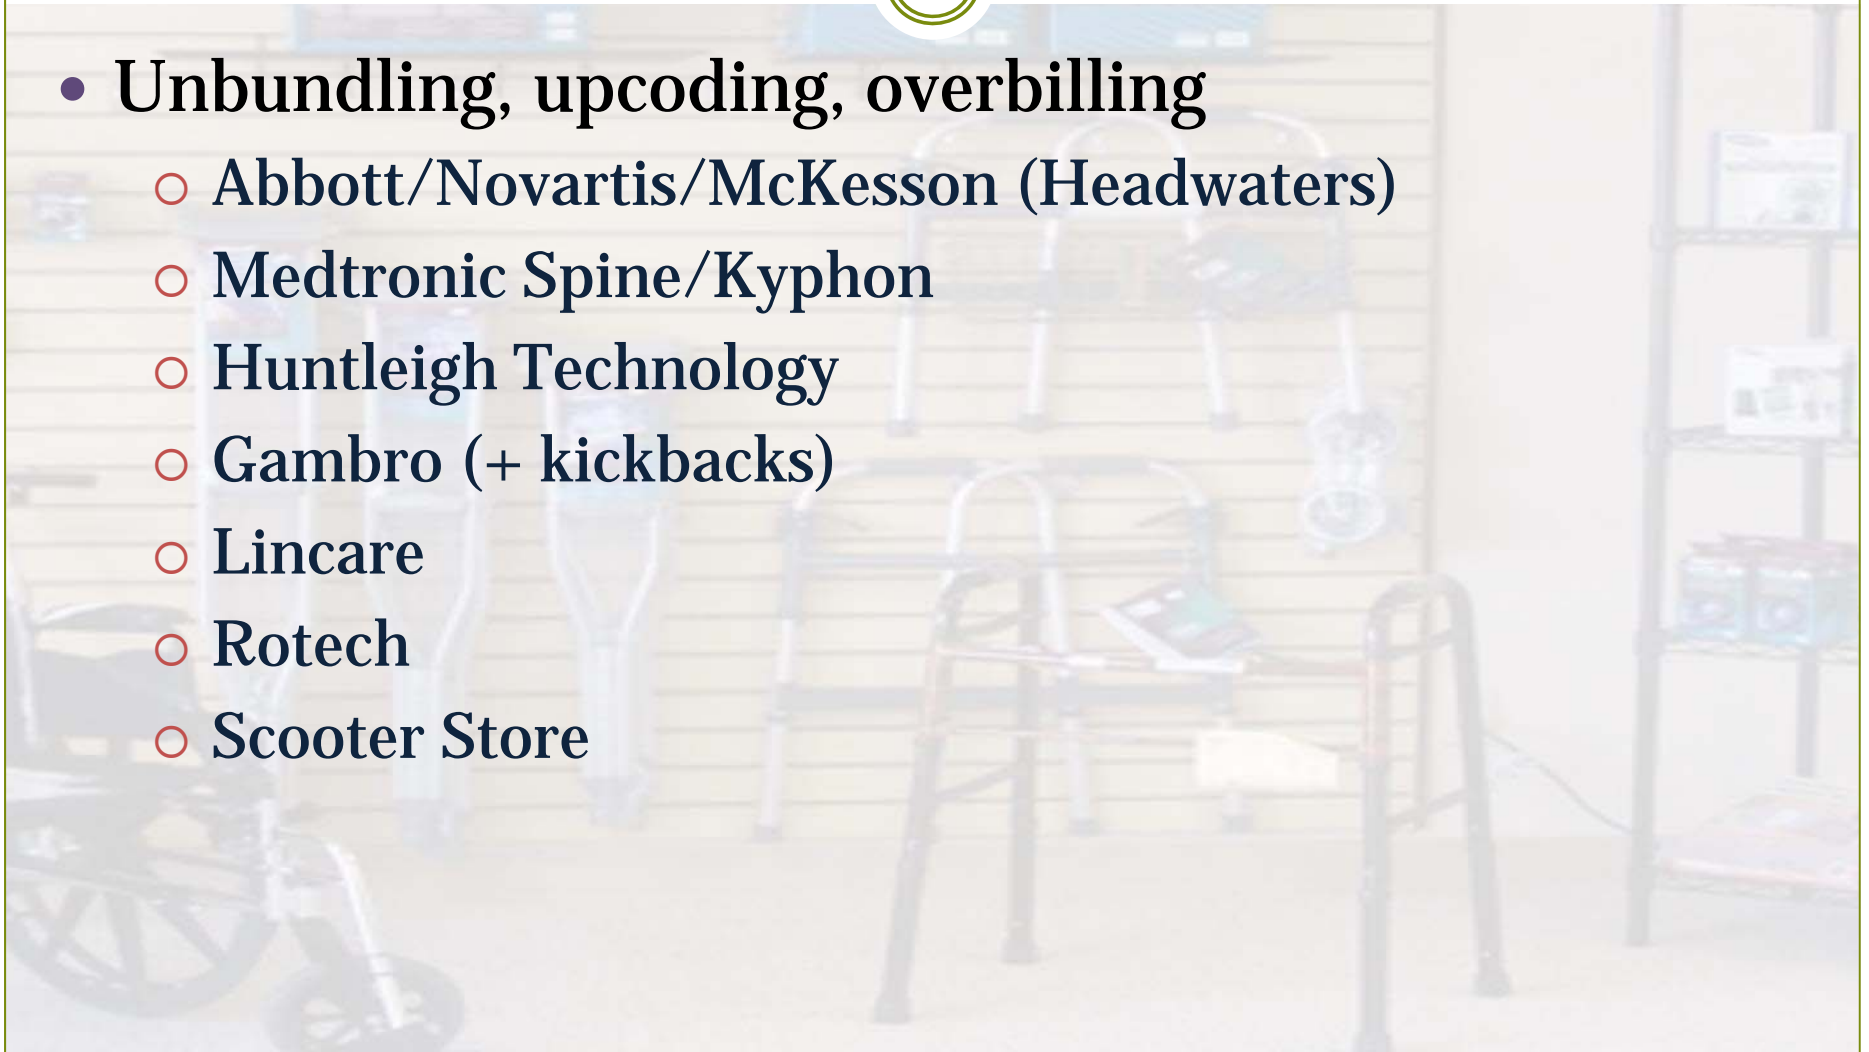 • Unbundling, upcoding, overbilling
○ Abbott/Novartis/McKesson (Headwaters)
○ Medtronic Spine/Kyphon
○ Huntleigh Technology
○ Gambro (+ kickbacks)
○ Lincare
○ Rotech
○ Scooter Store